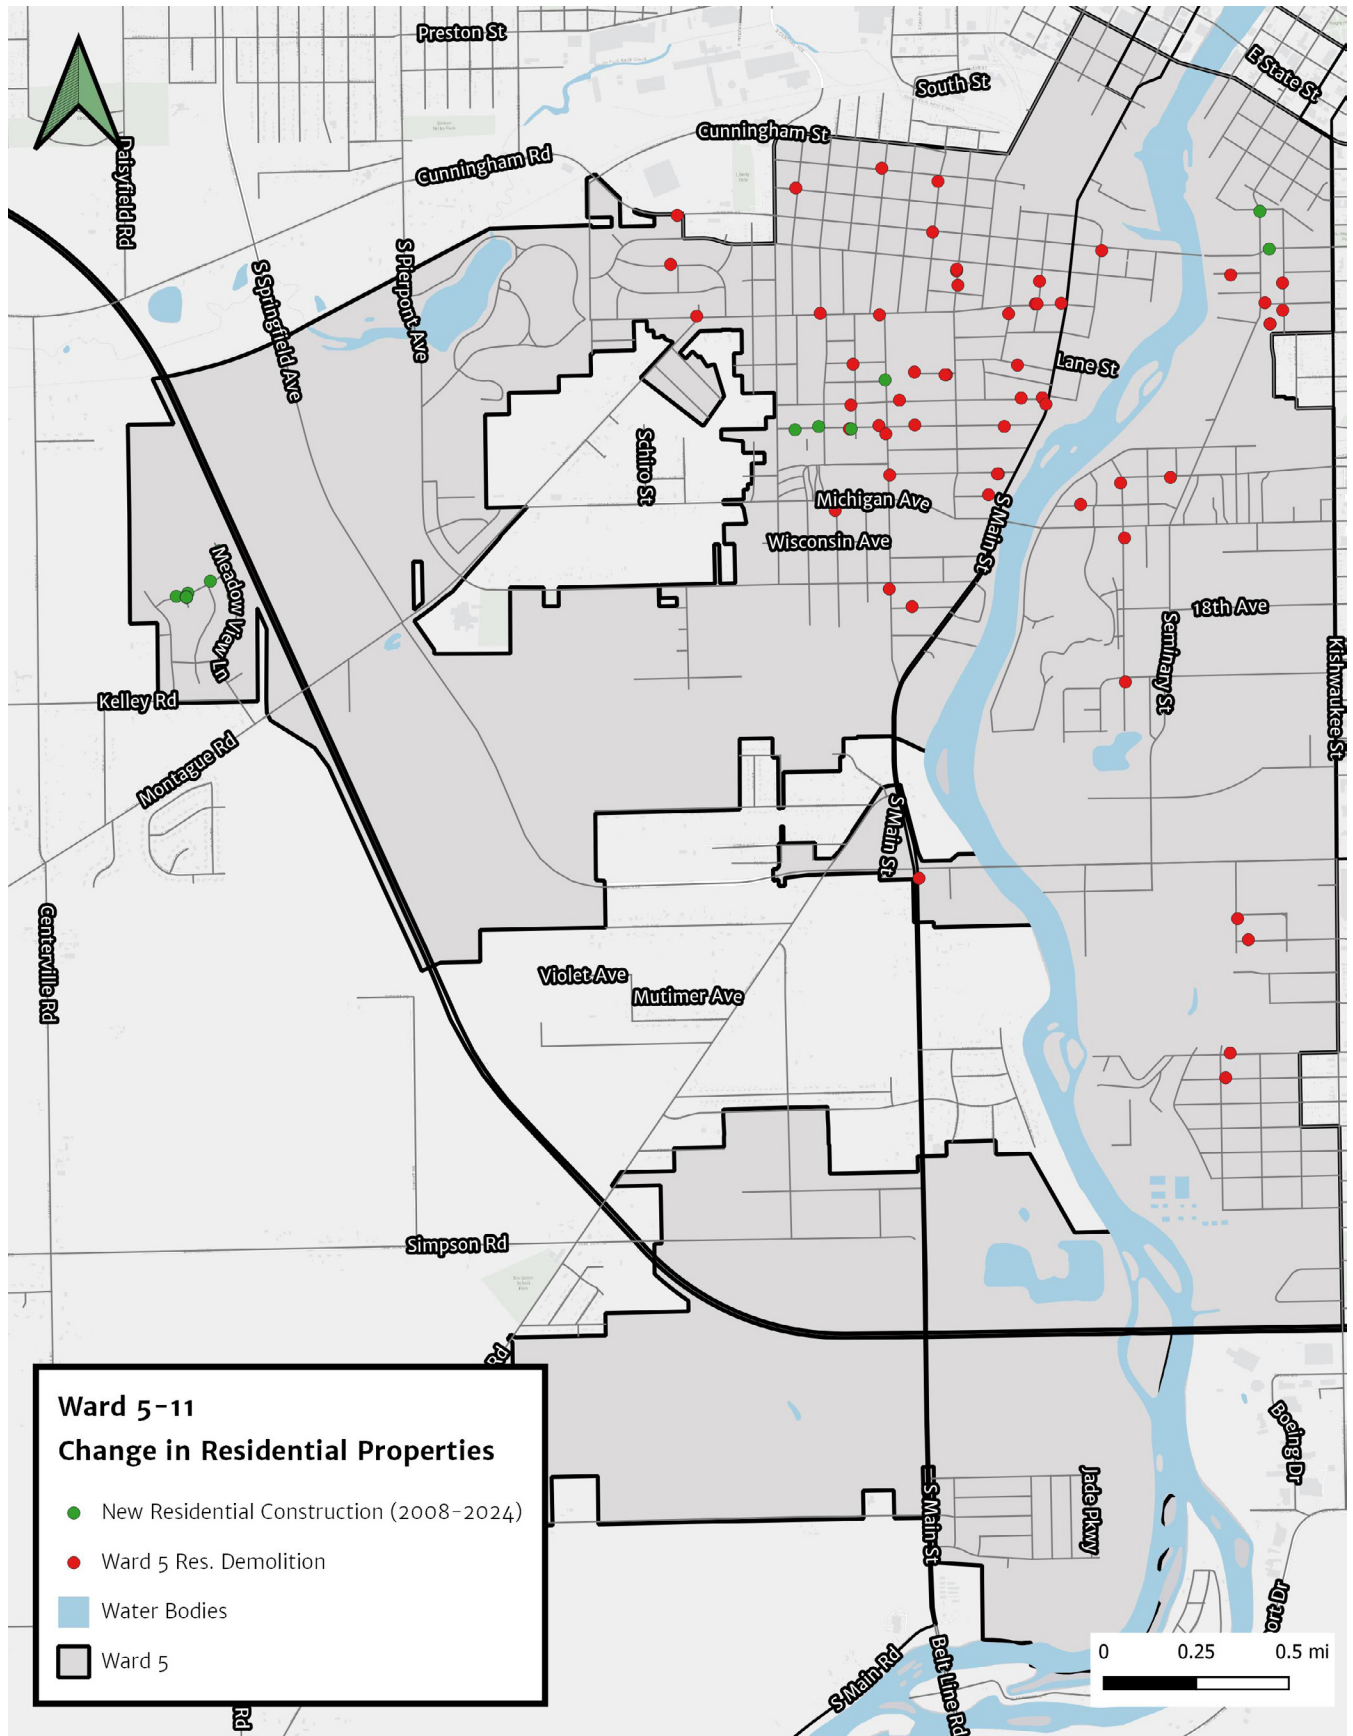 Preston St
E State St
South St
Cunningham St
Cunningham Rd
Daisyfield Rd
S Pierpont Ave
S Springfield Ave
Lane St
Schiro St
Michigan Ave
S Main St
Wisconsin Ave
Meadow View Ln
18th Ave
Seminary St
Kishwaukee St
Kelley Rd
Montague Rd
S Main St
Centerville Rd
Violet Ave
Mutimer Ave
Simpson Rd
Rd
Ward 5-11
Change in Residential Properties
New Residential Construction (2008-2024)
Ward 5 Res. Demolition
Water Bodies
Ward 5
Boeing Dr
S Main St
Jade Pkwy
S Main Rd
Belt Line Rd
Rd
0 0.25 0.5 mi